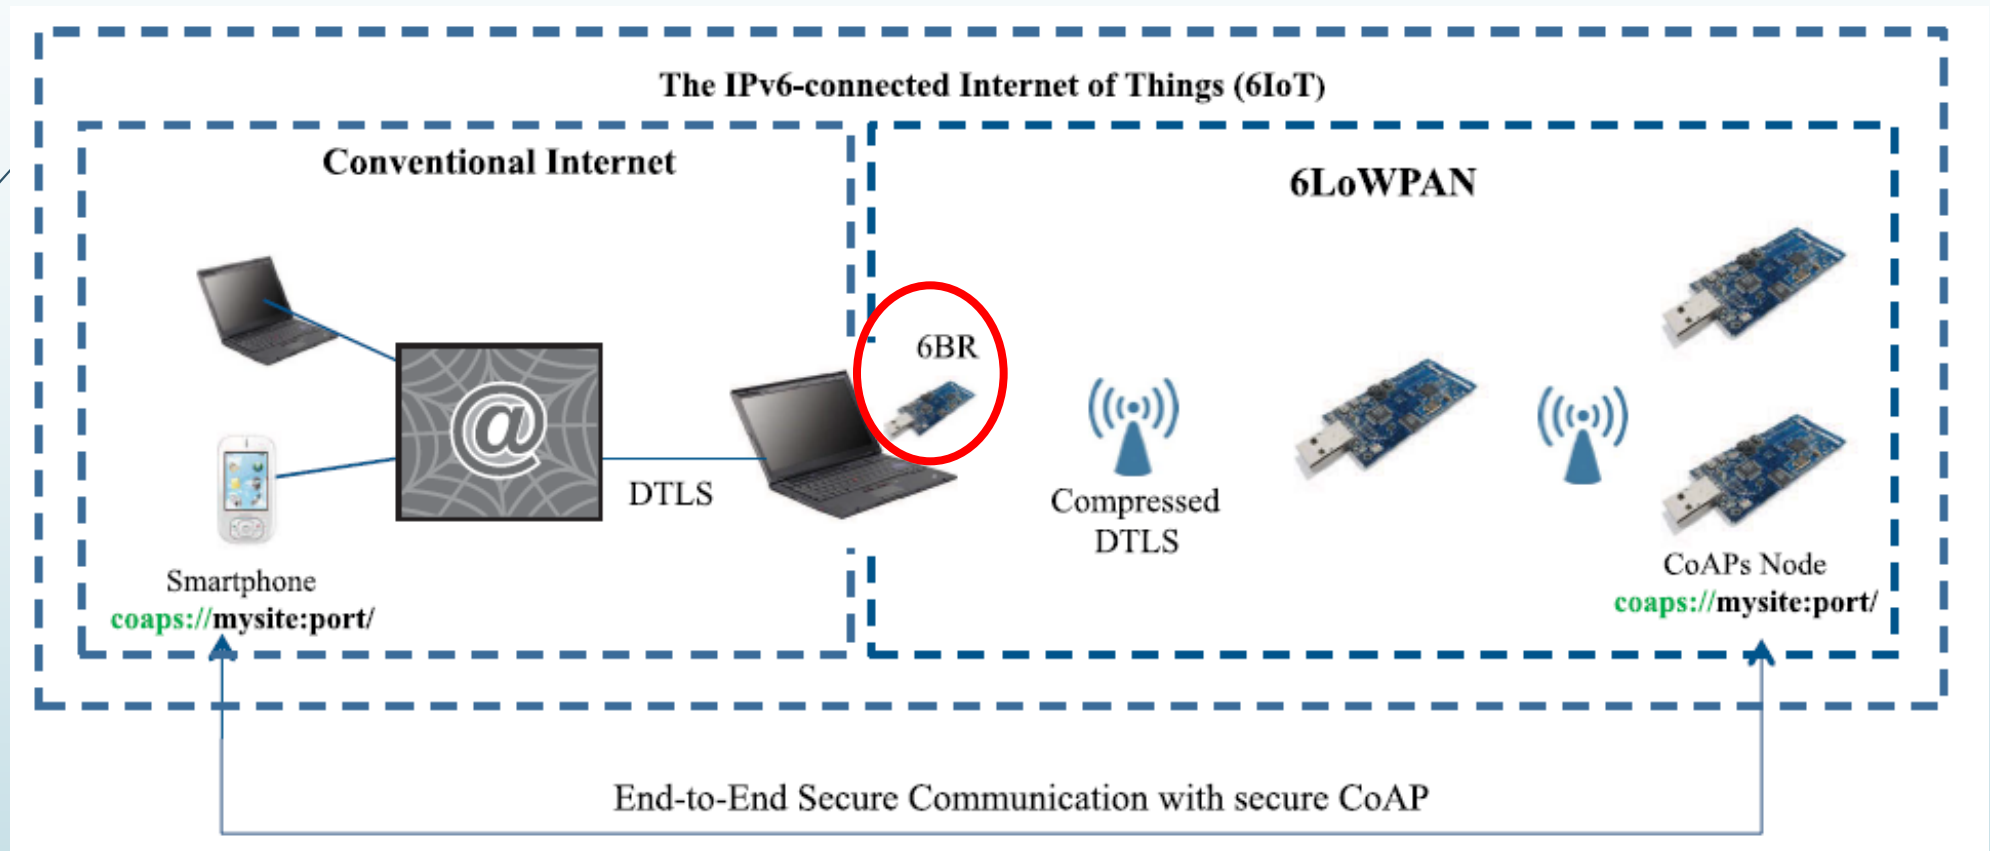 The IPv6-connected Internet of Things (6IoT)
Conventional Internet
6LoWPAN
6BR
@
DTLS
Compressed
DTLS
Smartphone
coaps://mysite:port/
CoAPs Node
coaps://mysite:port/
End-to-End Secure Communication with secure CoAP